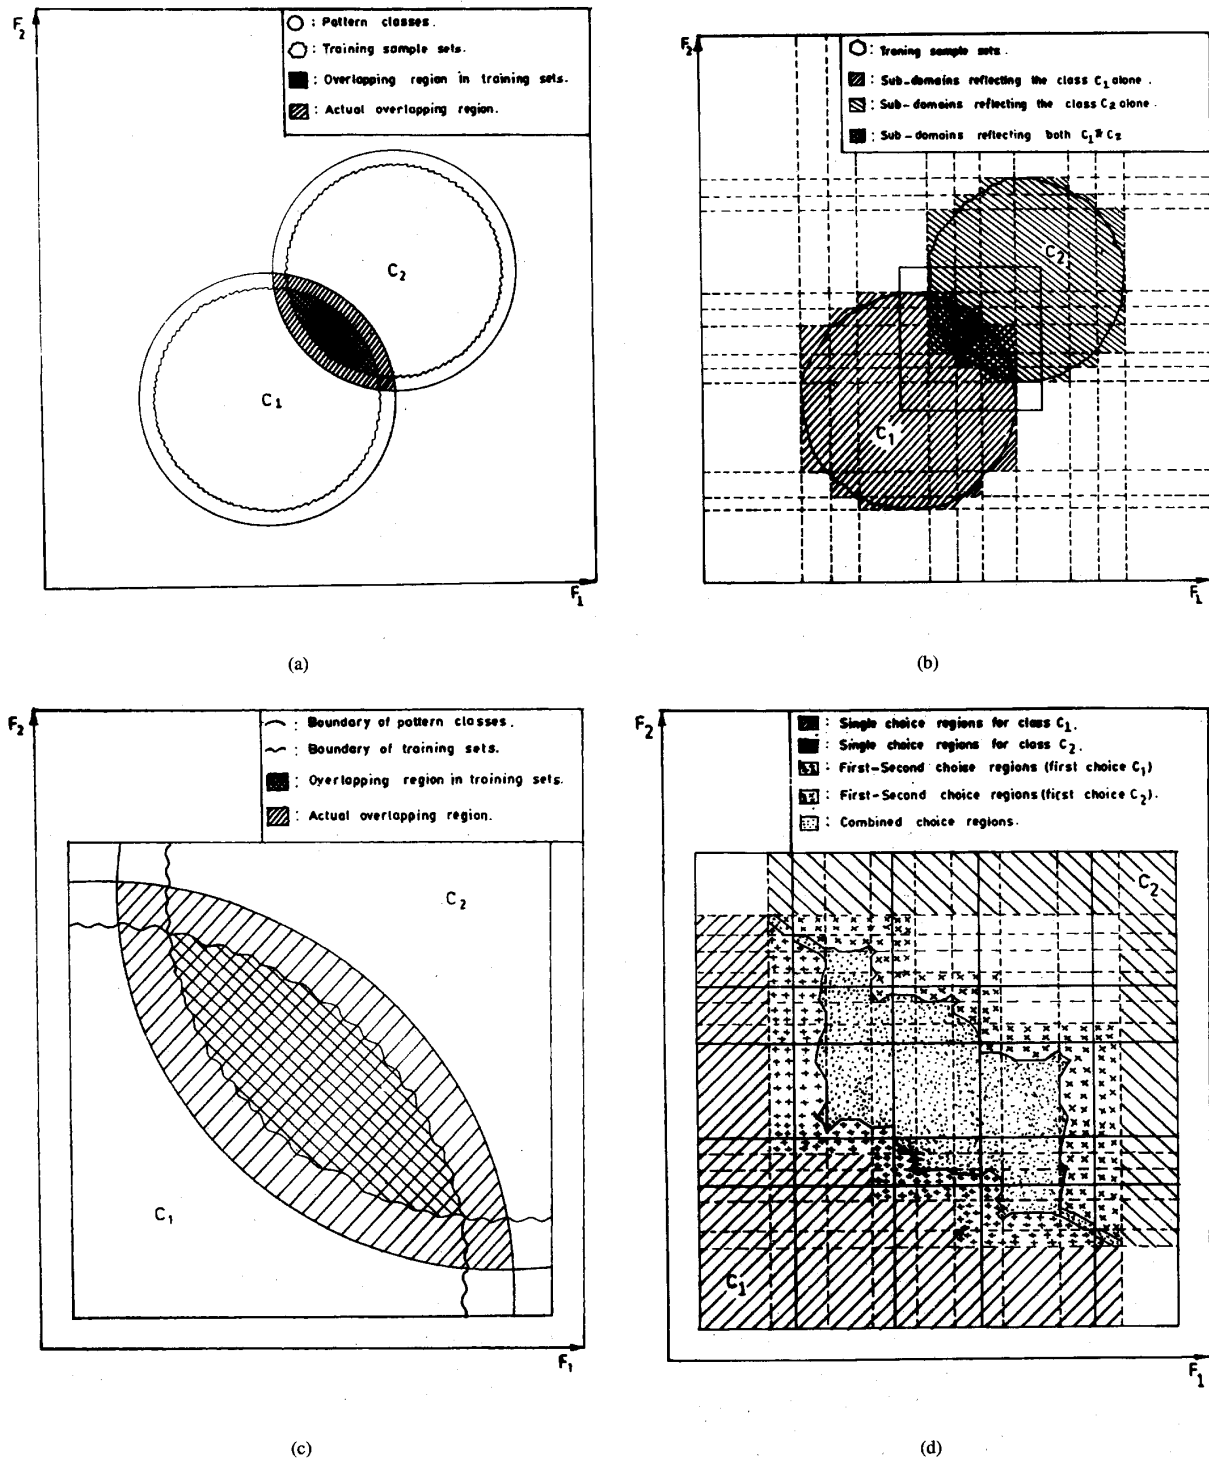 F2
: Pattern classes.
: Training sample sets.
: Overlapping region in training sets.
: Actual overlapping region.
C2
C1
F1
(a)
F2
: Traning sample sets.
: Sub-domains reflecting the class C1 alone.
: Sub-domains reflecting the class C2 alone.
: Sub-domains reflecting both C1 & C2
C2
C1
F1
(b)
F2
: Boundary of pattern classes.
: Boundary of training sets.
: Overlapping region in training sets.
: Actual overlapping region.
C2
C1
F1
(c)
F2
: Single choice regions for class C1.
: Single choice regions for class C2.
: First-Second choise regions (first choice C1)
: First-Second choice regions (first choice C2).
: Combined choice regions.
C2
C1
F1
(d)